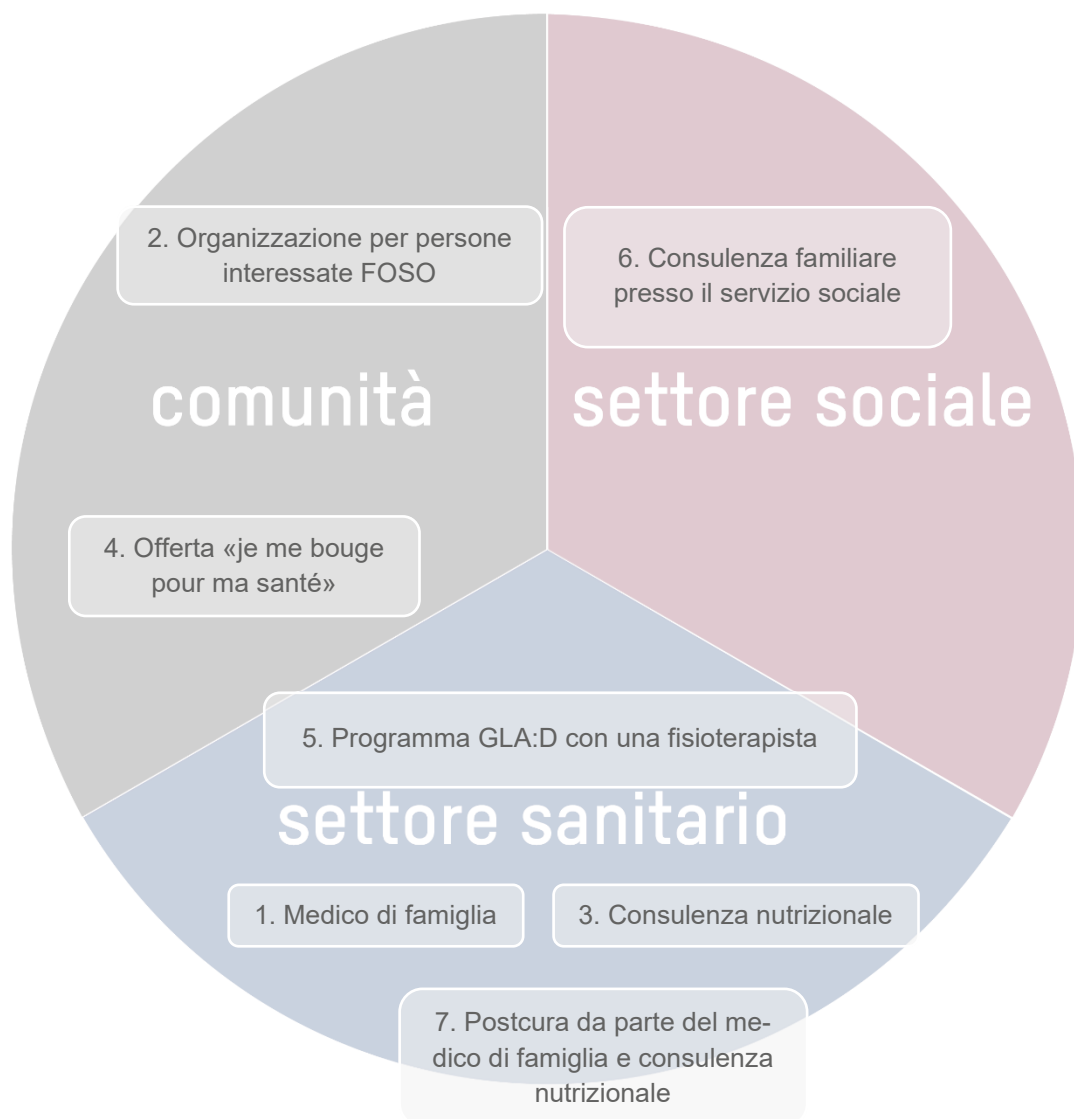 2. Organizzazione per persone
interessate FOSO
6. Consulenza familiare
presso il servizio sociale
comunità
settore sociale
4. Offerta «je me bouge
pour ma santé»
5. Programma GLA:D con una fisioterapista
settore sanitario
1. Medico di famiglia
3. Consulenza nutrizionale
7. Postcura da parte del me-
dico di famiglia e consulenza
nutrizionale